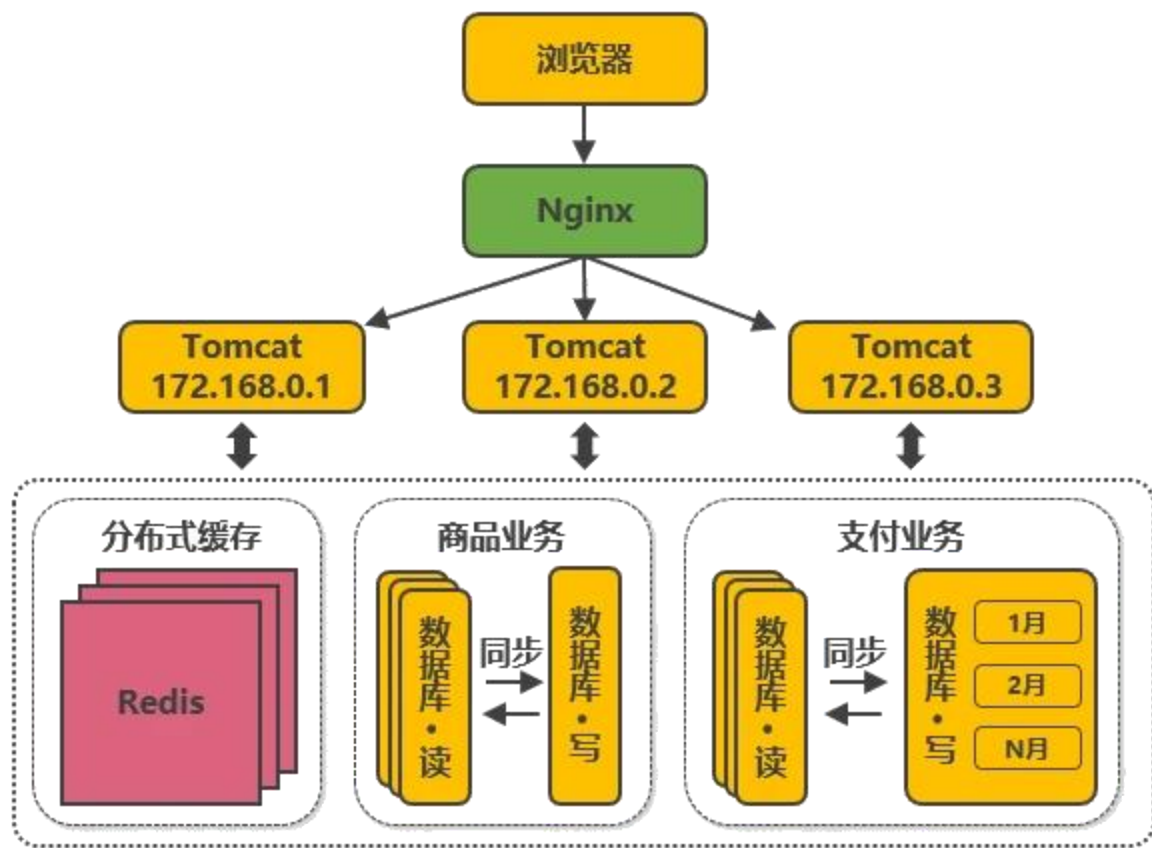 浏览器
Nginx
Tomcat
172.168.0.1
Tomcat
172.168.0.2
Tomcat
172.168.0.3
分布式缓存
Redis
商品业务
数据库·读
同步
数据库·写
支付业务
数据库·读
同步
数据库·写
1月
2月
N月